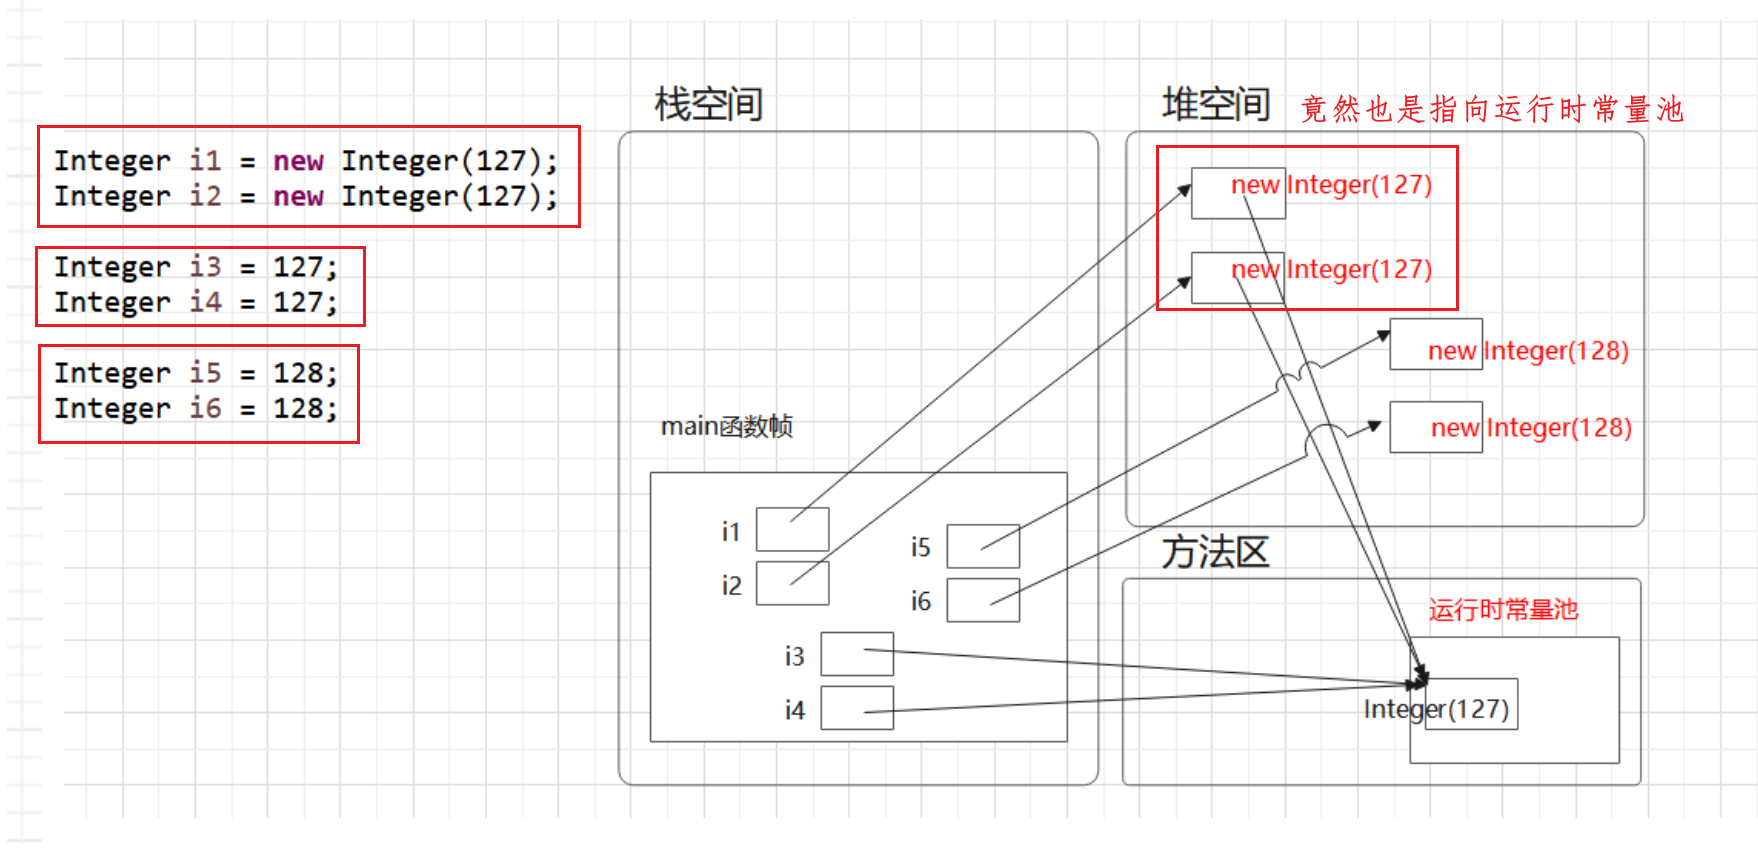 Integer i1 = new Integer(127);
Integer i2 = new Integer(127);
Integer i3 = 127;
Integer i4 = 127;
Integer i5 = 128;
Integer i6 = 128;
栈空间
main函数帧
i1
i2
i5
i6
i3
i4
堆空间
竟然也是指向运行时常量池
new Integer(127)
new Integer(127)
new Integer(128)
new Integer(128)
方法区
运行时常量池
Integer(127)